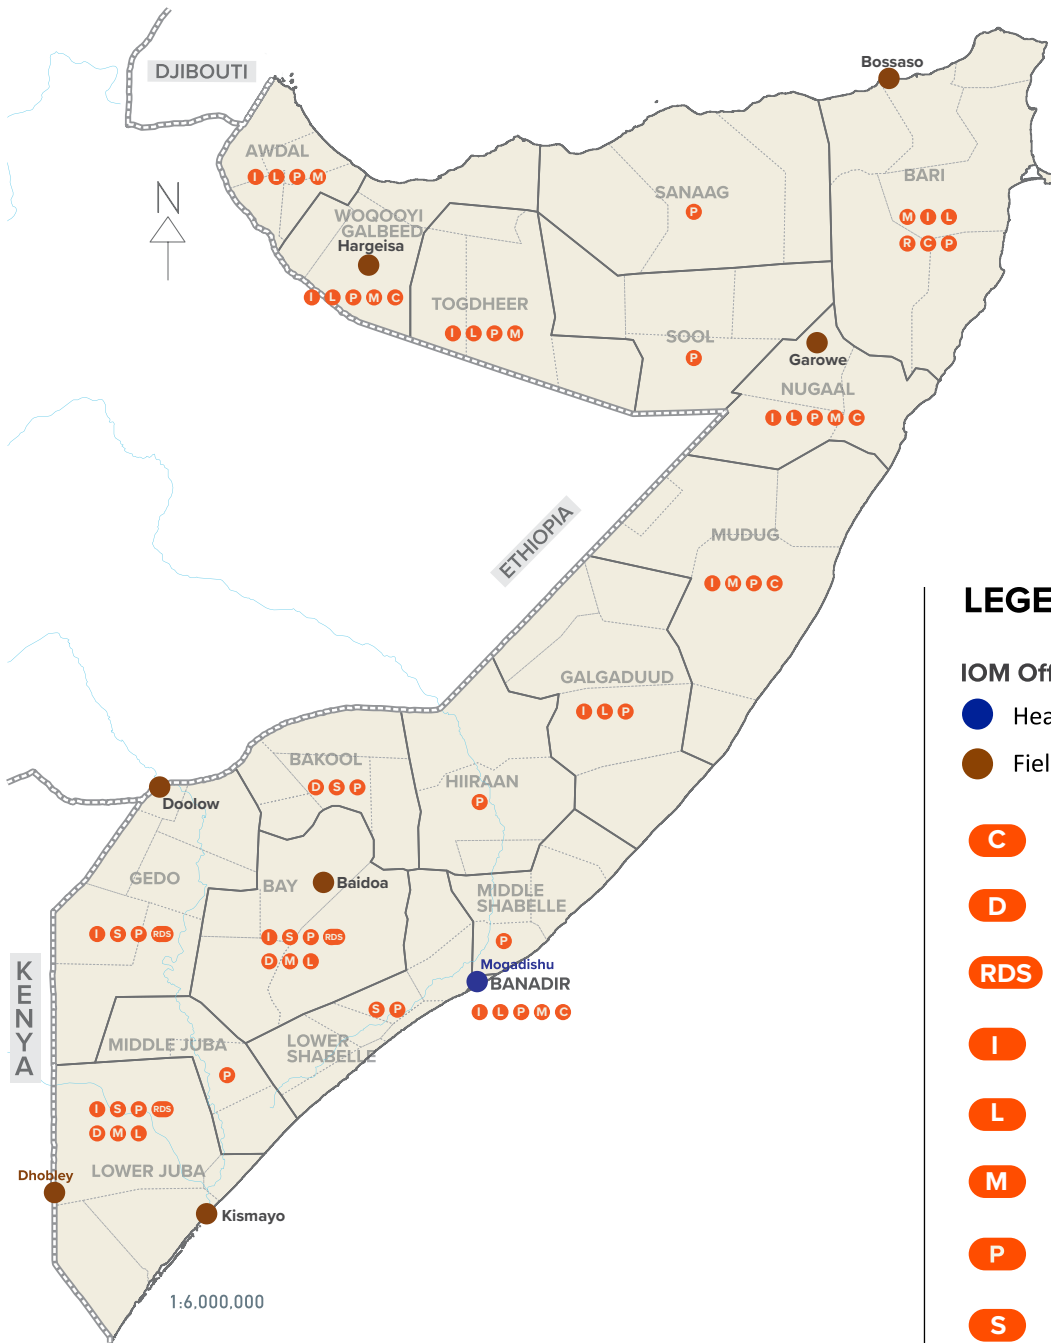 Bossaso
DJIBOUTI
AWDAL
I L P M
N
SANAAG
P
BARI
M I L
R C P
WOQOOYI
GALBEED
Hargeisa
I L P M C
TOGDHEER
I L P M
SOOL
P
Garowe
NUGAAL
I L P M C
ETHIOPIA
MUDUG
I M P C
GALGADUUD
I L P
BAKOOL
D S P
HIIRAAN
P
Doolow
GEDO
I S P RDS
BAY
Baidoa
I S P RDS
D M L
MIDDLE
SHABELLE
P
Mogadishu
BANADIR
I L P M C
KENYA
S P
LOWER
SHABELLE
MIDDLE JUBA
P
I S P RDS
D M L
LOWER JUBA
Dhobley
Kismayo
1:6,000,000
LEGE
IOM Off
Hea
Fiel
C
D
RDS
I
L
M
P
S